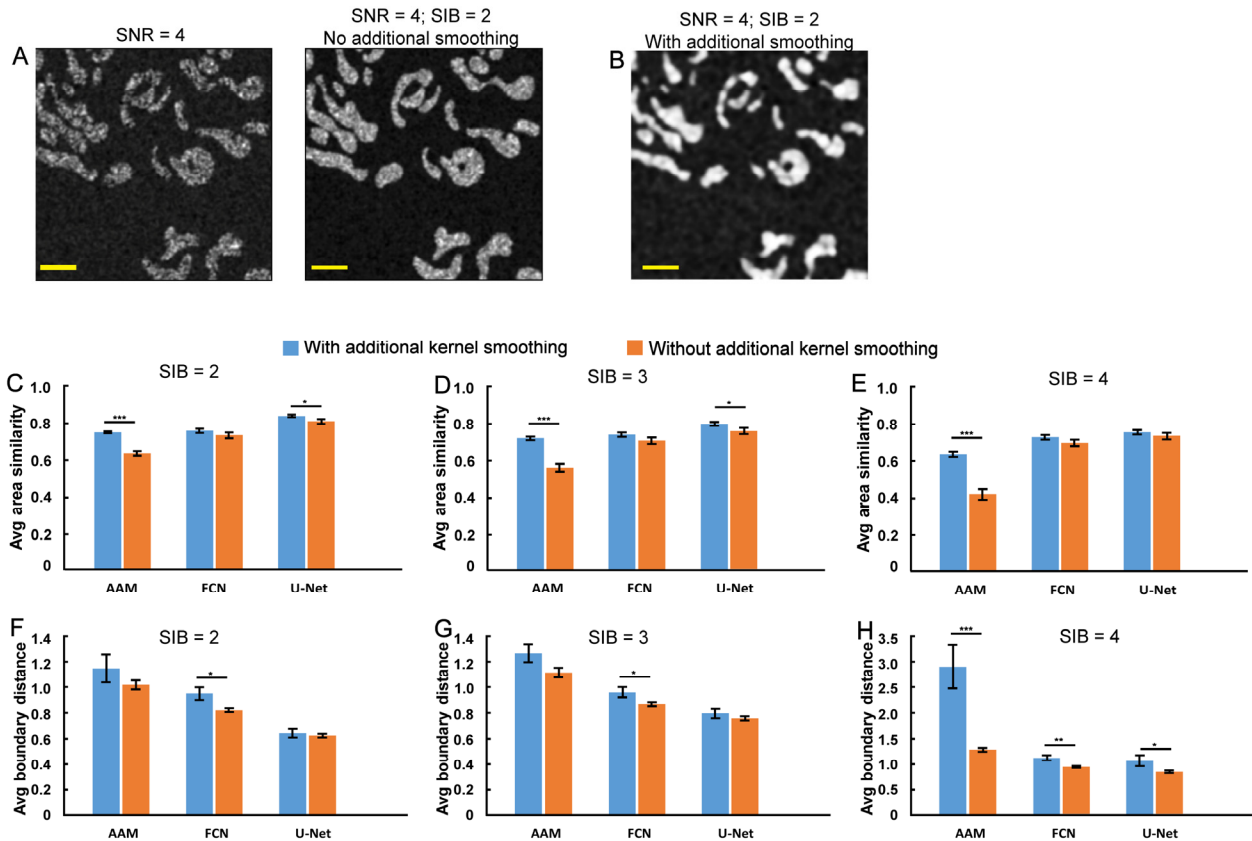 A
SNR = 4
SNR = 4; SIB = 2
No additional smoothing
B
SNR = 4; SIB = 2
With additional smoothing
With additional kernel smoothing
Without additional kernel smoothing
C
SIB = 2
Avg area similarity
1.0
0.8
0.6
0.4
0.2
0
***
*
AAM
FCN
U-Net
D
SIB = 3
Avg area similarity
1.0
0.8
0.6
0.4
0.2
0
***
*
AAM
FCN
U-Net
E
SIB = 4
Avg area similarity
1.0
0.8
0.6
0.4
0.2
0
***
AAM
FCN
U-Net
F
SIB = 2
Avg boundary distance
1.4
1.2
1.0
0.8
0.6
0.4
0.2
0
*
AAM
FCN
U-Net
G
SIB = 3
Avg boundary distance
1.4
1.2
1.0
0.8
0.6
0.4
0.2
0
*
AAM
FCN
U-Net
H
SIB = 4
Avg boundary distance
3.5
3.0
2.5
2.0
1.5
1.0
0.5
0
***
**
*
AAM
FCN
U-Net